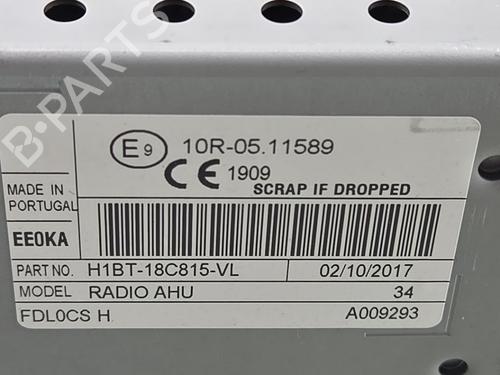 B-PARTS
E9 10R-05.11589
CE 1909
SCRAP IF DROPPED
MADE IN
PORTUGAL
EEOKA
PART NO. H1BT-18C815-VL 02/10/2017
MODEL RADIO AHU 34
FDL0CS H A009293